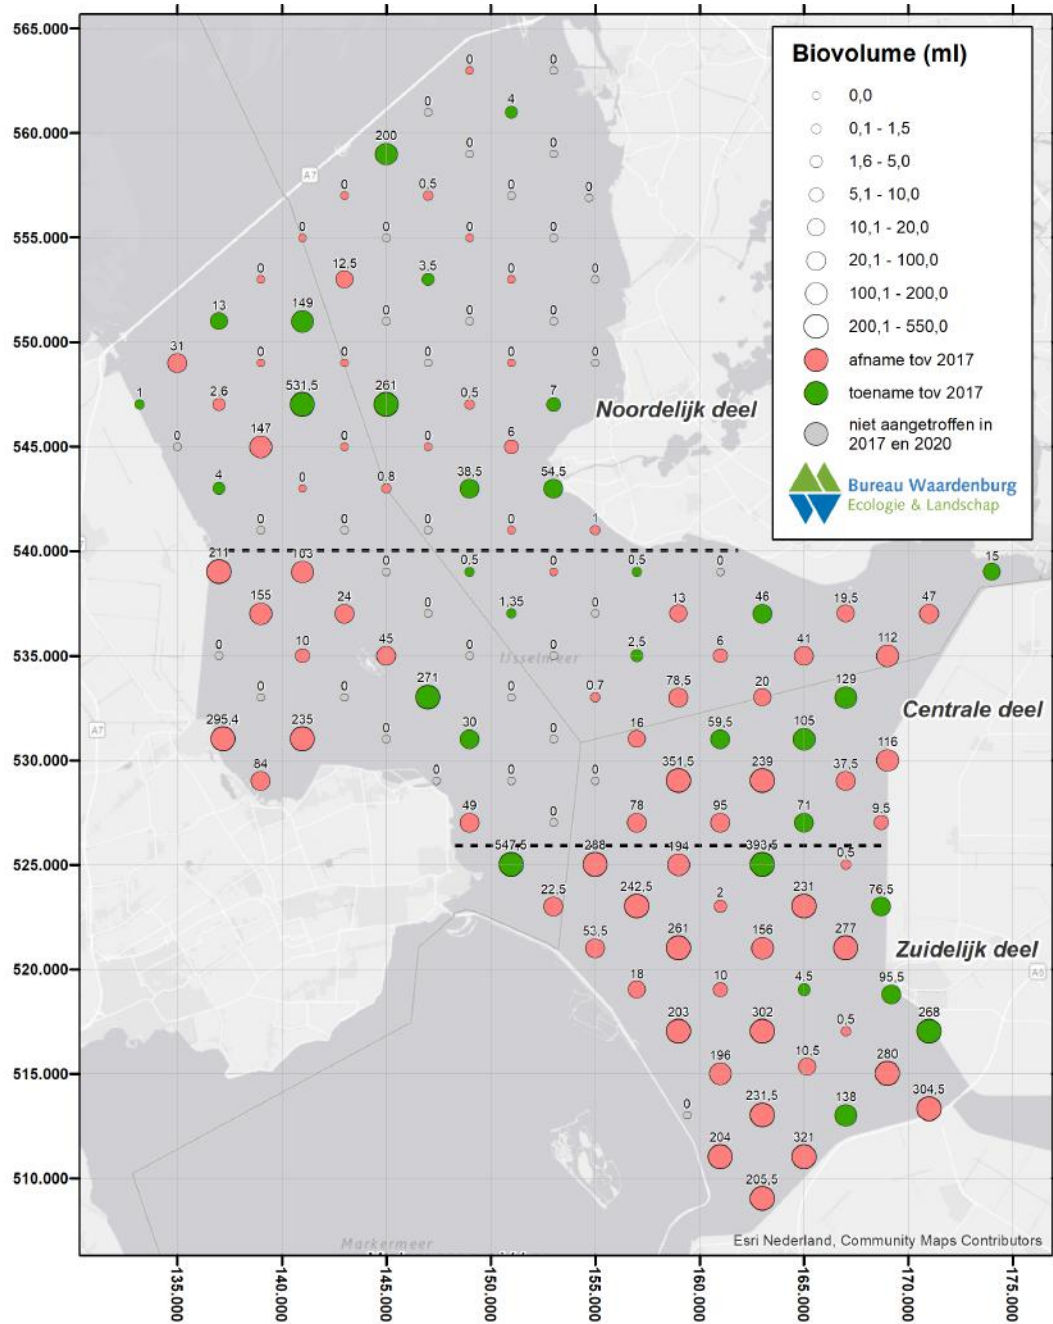 565.000
560.000
555.000
550.000
545.000
540.000
535.000
530.000
525.000
520.000
515.000
510.000
Biovolume (ml)
0,0
0,1 - 1,5
1,6 - 5,0
5,1 - 10,0
10,1 - 20,0
20,1 - 100,0
100,1 - 200,0
200,1 - 550,0
afname tov 2017
toename tov 2017
niet aangetroffen in
2017 en 2020
Bureau Waardenburg
Ecologie & Landschap
0 0
0 4
200 0 0
A7
0 0,5 0 0
0 0 0 0
0 12,5 3,5 0 0
13 149 0 0 0
31 0 0 0 0
1 2,6 531,5 261 0,5 7
Noordelijk deel
0 147 0 0 6
4 0 0,8 38,5 54,5
0 0 0 0 1
211 103 0 0,5 0 0,5 0 15
155 24 0 1,35 0 13 46 19,5 47
0 10 45 0 0 2,5 6 41 112
IJsselmeer
0 0 271 0 0,7 78,5 20 129
Centrale deel
A7
295,4 235 0 30 0 16 59,5 105
116
84 0 0 0 351,5 239 37,5
49 0 78 95 71 9,5
547,5 288 194 393,5 0,5
22,5 242,5 2 231 76,5
53,5 261 156 277
Zuidelijk deel
18 10 4,5 95,5
203 302 0,5 268
196 10,5 280
0 231,5 138 304,5
204 321
205,5
Markermeer
Esri Nederland, Community Maps Contributors
135.000
140.000
145.000
150.000
155.000
160.000
165.000
170.000
175.000